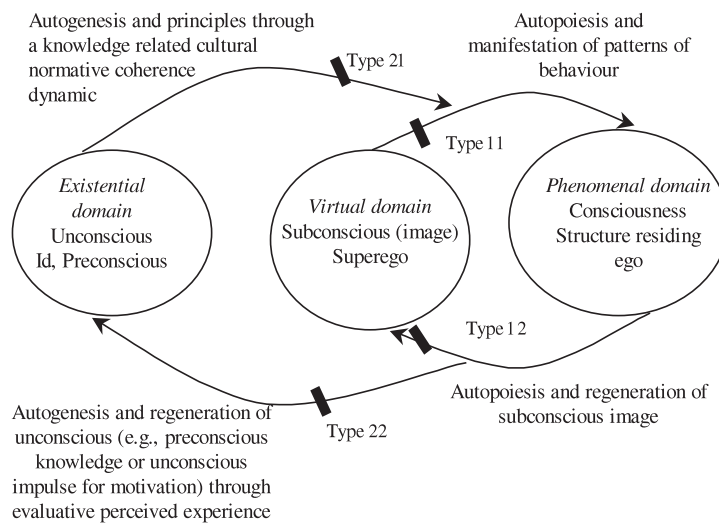 Autogenesis and principles through
a knowledge related cultural
normative coherence
dynamic
Type 21
Autopoiesis and
manifestation of patterns of
behaviour
Type 11
Existential
domain
Unconscious
Id, Preconscious
Virtual domain
Subconscious (image)
Superego
Phenomenal domain
Consciousness
Structure residing
ego
Type 12
Autopoiesis and regeneration of
subconscious image
Autogenesis and regeneration of
unconscious (e.g., preconscious
knowledge or unconscious
impulse for motivation) through
evaluative perceived experience
Type 22